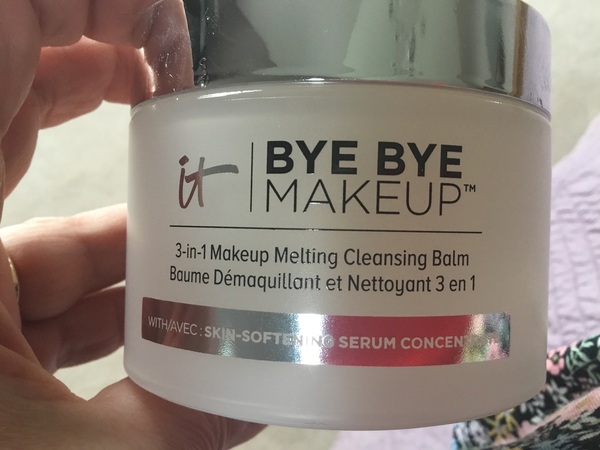 it
BYE BYE
MAKEUP™
3-in-1 Makeup Melting Cleansing Balm
Baume Démaquillant et Nettoyant 3 en 1
WITH/AVEC : SKIN-SOFTENING SERUM